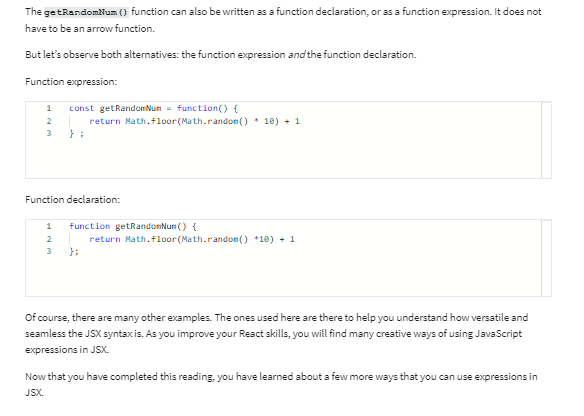 The getRandomNum() function can also be written as a function declaration, or as a function expression. It does not
have to be an arrow function.
But let's observe both alternatives: the function expression and the function declaration.
Function expression:
1 const getRandomNum = function() {
2 return Math.floor(Math.random() * 10) + 1
3 } ;
Function declaration:
1 function getRandomNum() {
2 return Math.floor(Math.random() *10) + 1
3 };
Of course, there are many other examples. The ones used here are there to help you understand how versatile and
seamless the JSX syntax is. As you improve your React skills, you will find many creative ways of using JavaScript
expressions in JSX.
Now that you have completed this reading, you have learned about a few more ways that you can use expressions in
JSX.